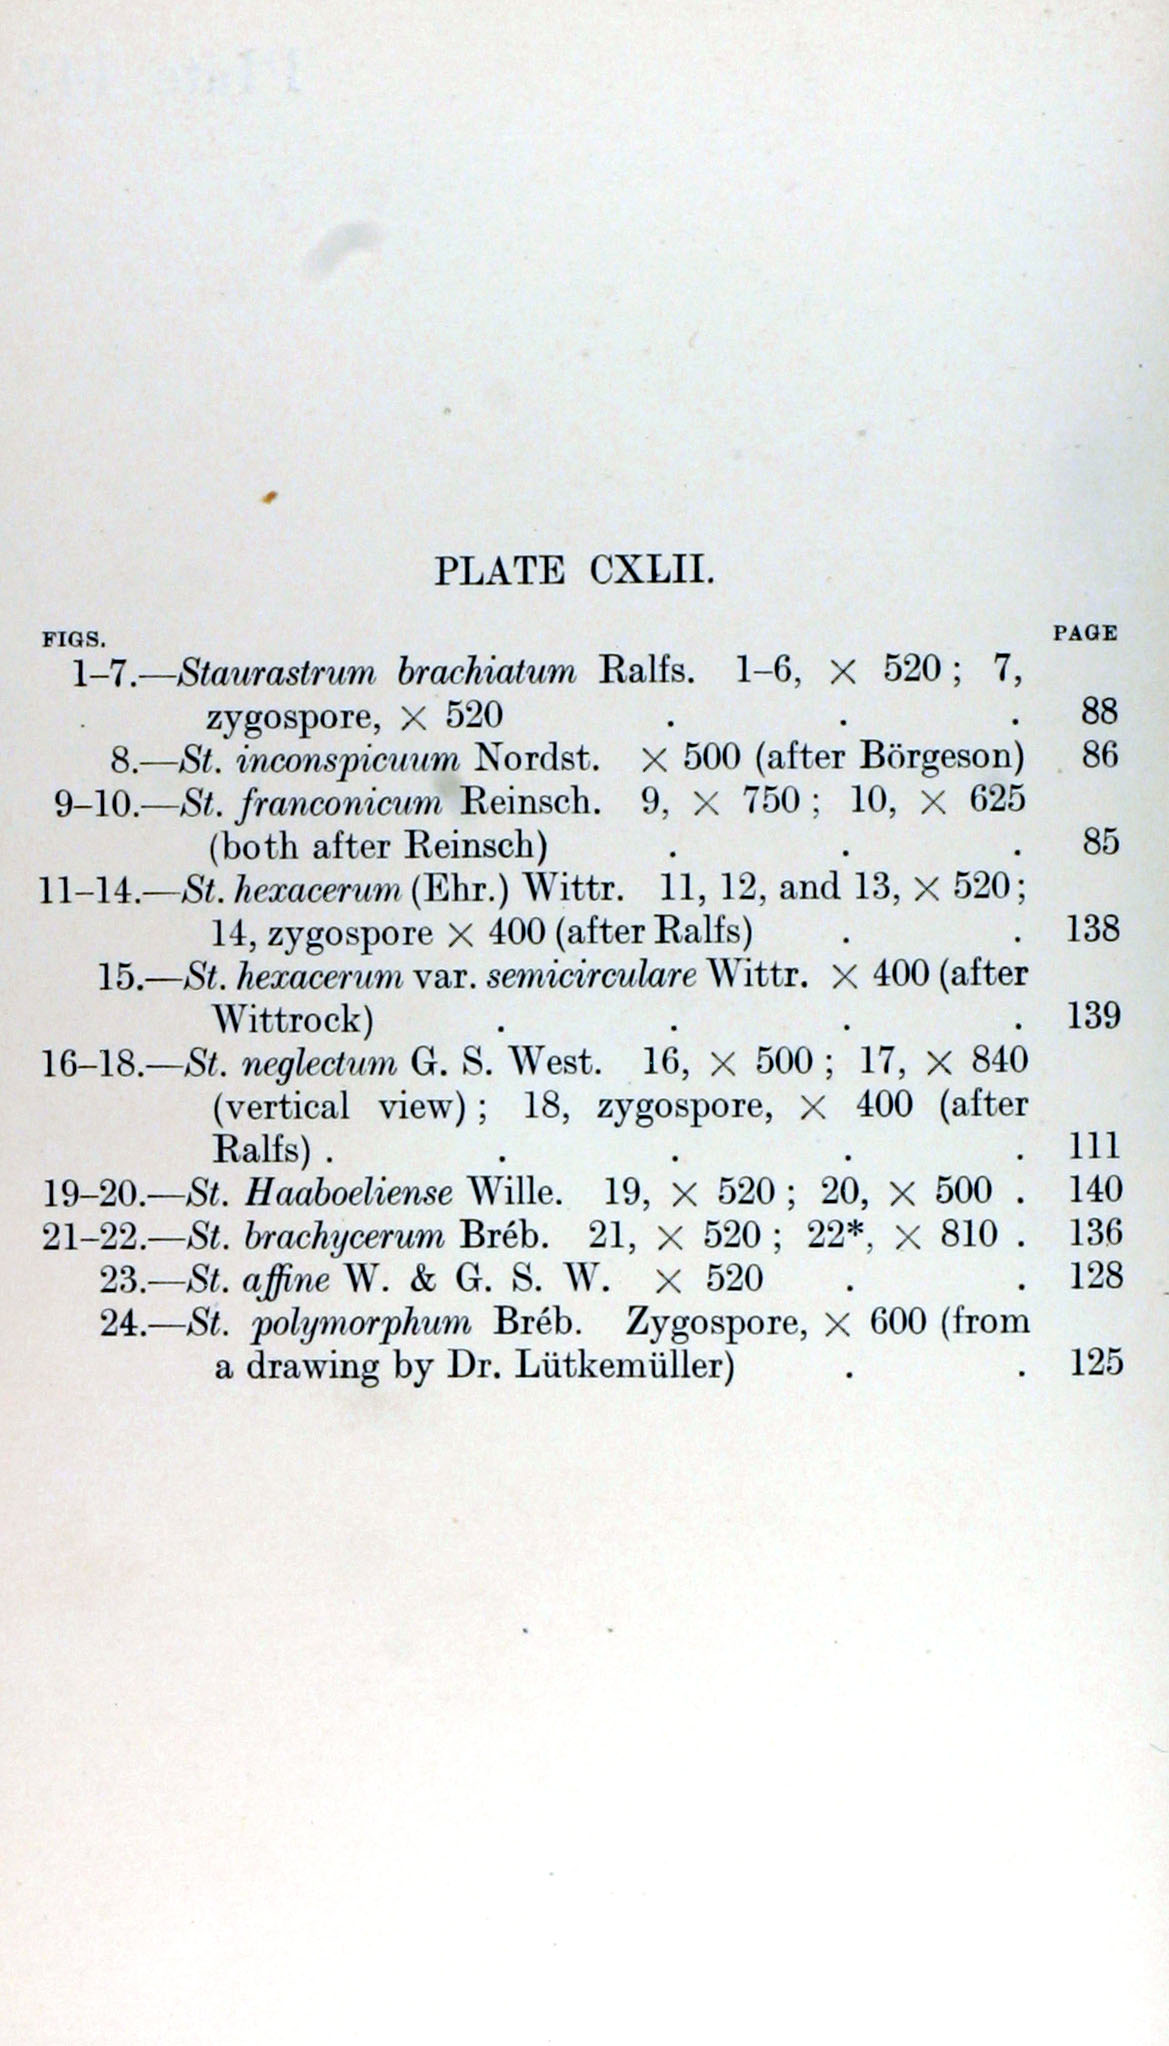 PLATE CXLII.
FIGS. PAGE
1–7.—Staurastrum brachiatum Ralfs. 1–6, × 520; 7,
zygospore, × 520 . . . 88
8.—St. inconspicuum Nordst. × 500 (after Börgeson) 86
9–10.—St. franconicum Reinsch. 9, × 750; 10, × 625
(both after Reinsch) . . . 85
11–14.—St. hexacerum (Ehr.) Wittr. 11, 12, and 13, × 520;
14, zygospore × 400 (after Ralfs) . . 138
15.—St. hexacerum var. semicirculare Wittr. × 400 (after
Wittrock) . . . . 139
16–18.—St. neglectum G. S. West. 16, × 500; 17, × 840
(vertical view); 18, zygospore, × 400 (after
Ralfs) . . . . . 111
19–20.—St. Haaboeliense Wille. 19, × 520; 20, × 500 . 140
21–22.—St. brachycerum Bréb. 21, × 520; 22*, × 810 . 136
23.—St. affine W. & G. S. W. × 520 . . 128
24.—St. polymorphum Bréb. Zygospore, × 600 (from
a drawing by Dr. Lütkemüller) . . 125